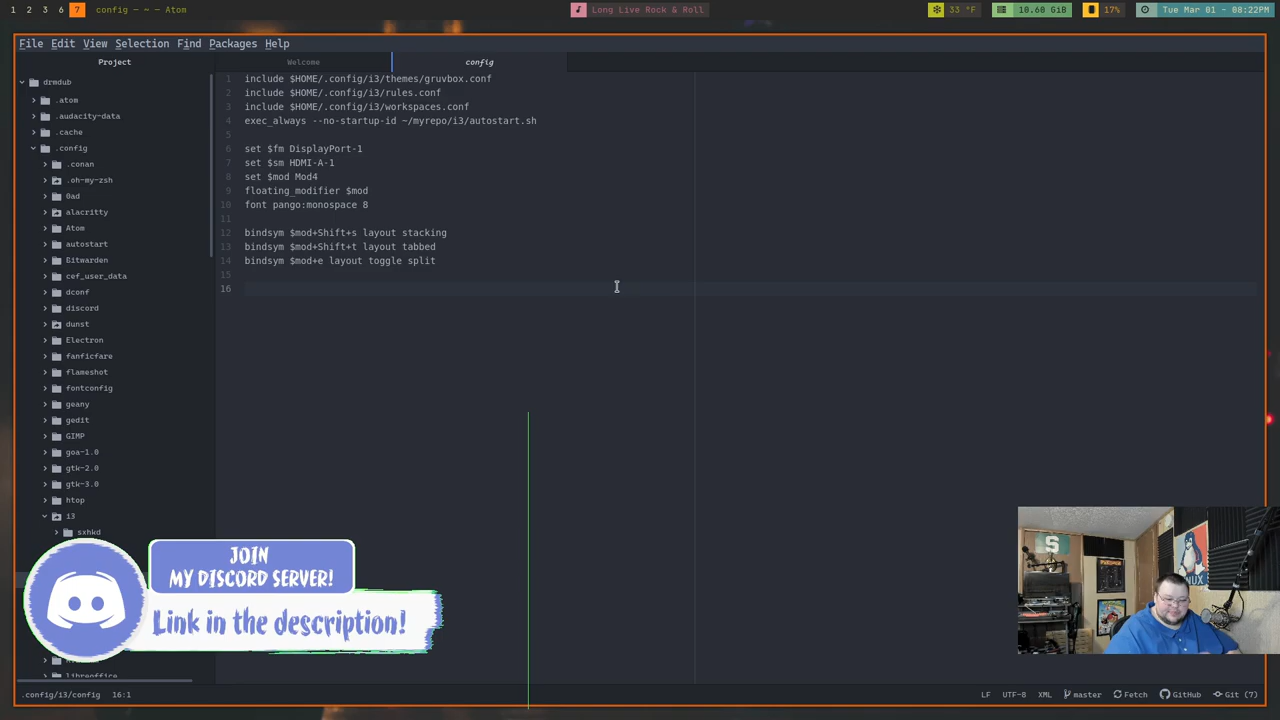 1 2 3 6 7 config — ~ — Atom
Long Live Rock & Roll
33 °F
10.60 GiB
17%
Tue Mar 01 - 08:22PM
File Edit View Selection Find Packages Help
Project
Welcome
config
drmdub
.atom
.audacity-data
.cache
.config
.conan
.oh-my-zsh
0ad
alacritty
Atom
autostart
Bitwarden
cef_user_data
dconf
discord
dunst
Electron
fanficfare
flameshot
fontconfig
geany
gedit
GIMP
goa-1.0
gtk-2.0
gtk-3.0
htop
i3
sxhkd
libreoffice
1 include $HOME/.config/i3/themes/gruvbox.conf
2 include $HOME/.config/i3/rules.conf
3 include $HOME/.config/i3/workspaces.conf
4 exec_always --no-startup-id ~/myrepo/i3/autostart.sh
5
6 set $fm DisplayPort-1
7 set $sm HDMI-A-1
8 set $mod Mod4
9 floating_modifier $mod
10 font pango:monospace 8
11
12 bindsym $mod+Shift+s layout stacking
13 bindsym $mod+Shift+t layout tabbed
14 bindsym $mod+e layout toggle split
15
16
JOIN
MY DISCORD SERVER!
Link in the description!
S
.config/i3/config 16:1
LF UTF-8 XML master Fetch GitHub Git (7)